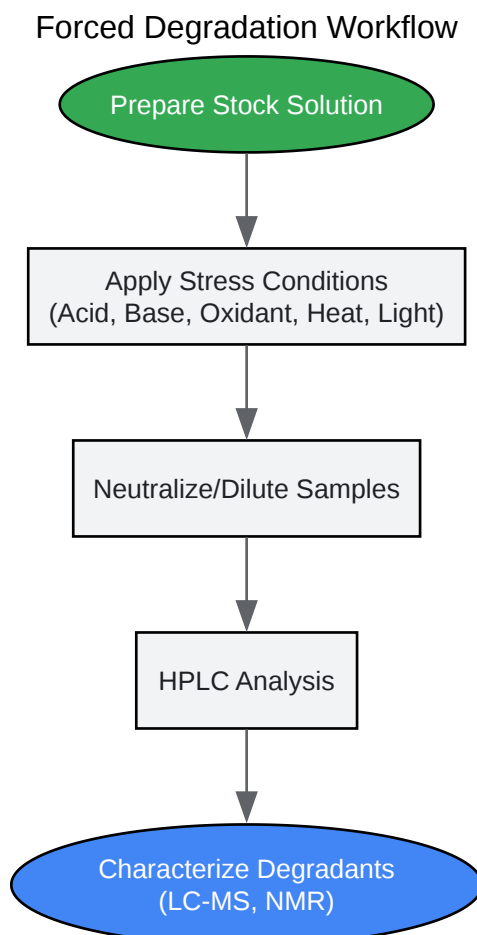 Forced Degradation Workflow
Prepare Stock Solution
Apply Stress Conditions
(Acid, Base, Oxidant, Heat, Light)
Neutralize/Dilute Samples
HPLC Analysis
Characterize Degradants
(LC-MS, NMR)